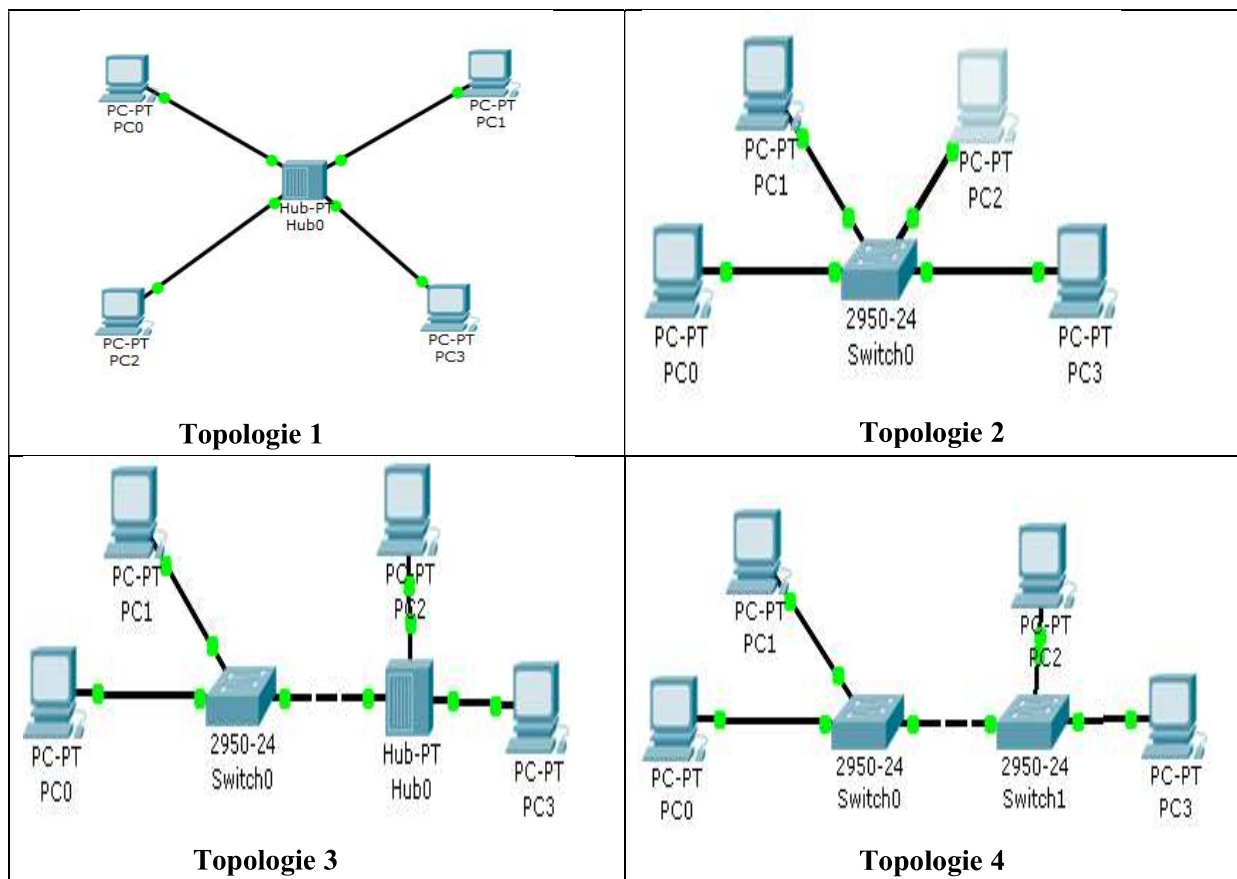 PC-PT
PC0
PC-PT
PC1
Hub-PT
Hub0
PC-PT
PC2
PC-PT
PC3
Topologie 1
PC-PT
PC1
PC-PT
PC2
PC-PT
PC0
2950-24
Switch0
PC-PT
PC3
Topologie 2
PC-PT
PC1
PC-PT
PC2
PC-PT
PC0
2950-24
Switch0
Hub-PT
Hub0
PC-PT
PC3
Topologie 3
PC-PT
PC1
PC-PT
PC2
PC-PT
PC0
2950-24
Switch0
2950-24
Switch1
PC-PT
PC3
Topologie 4